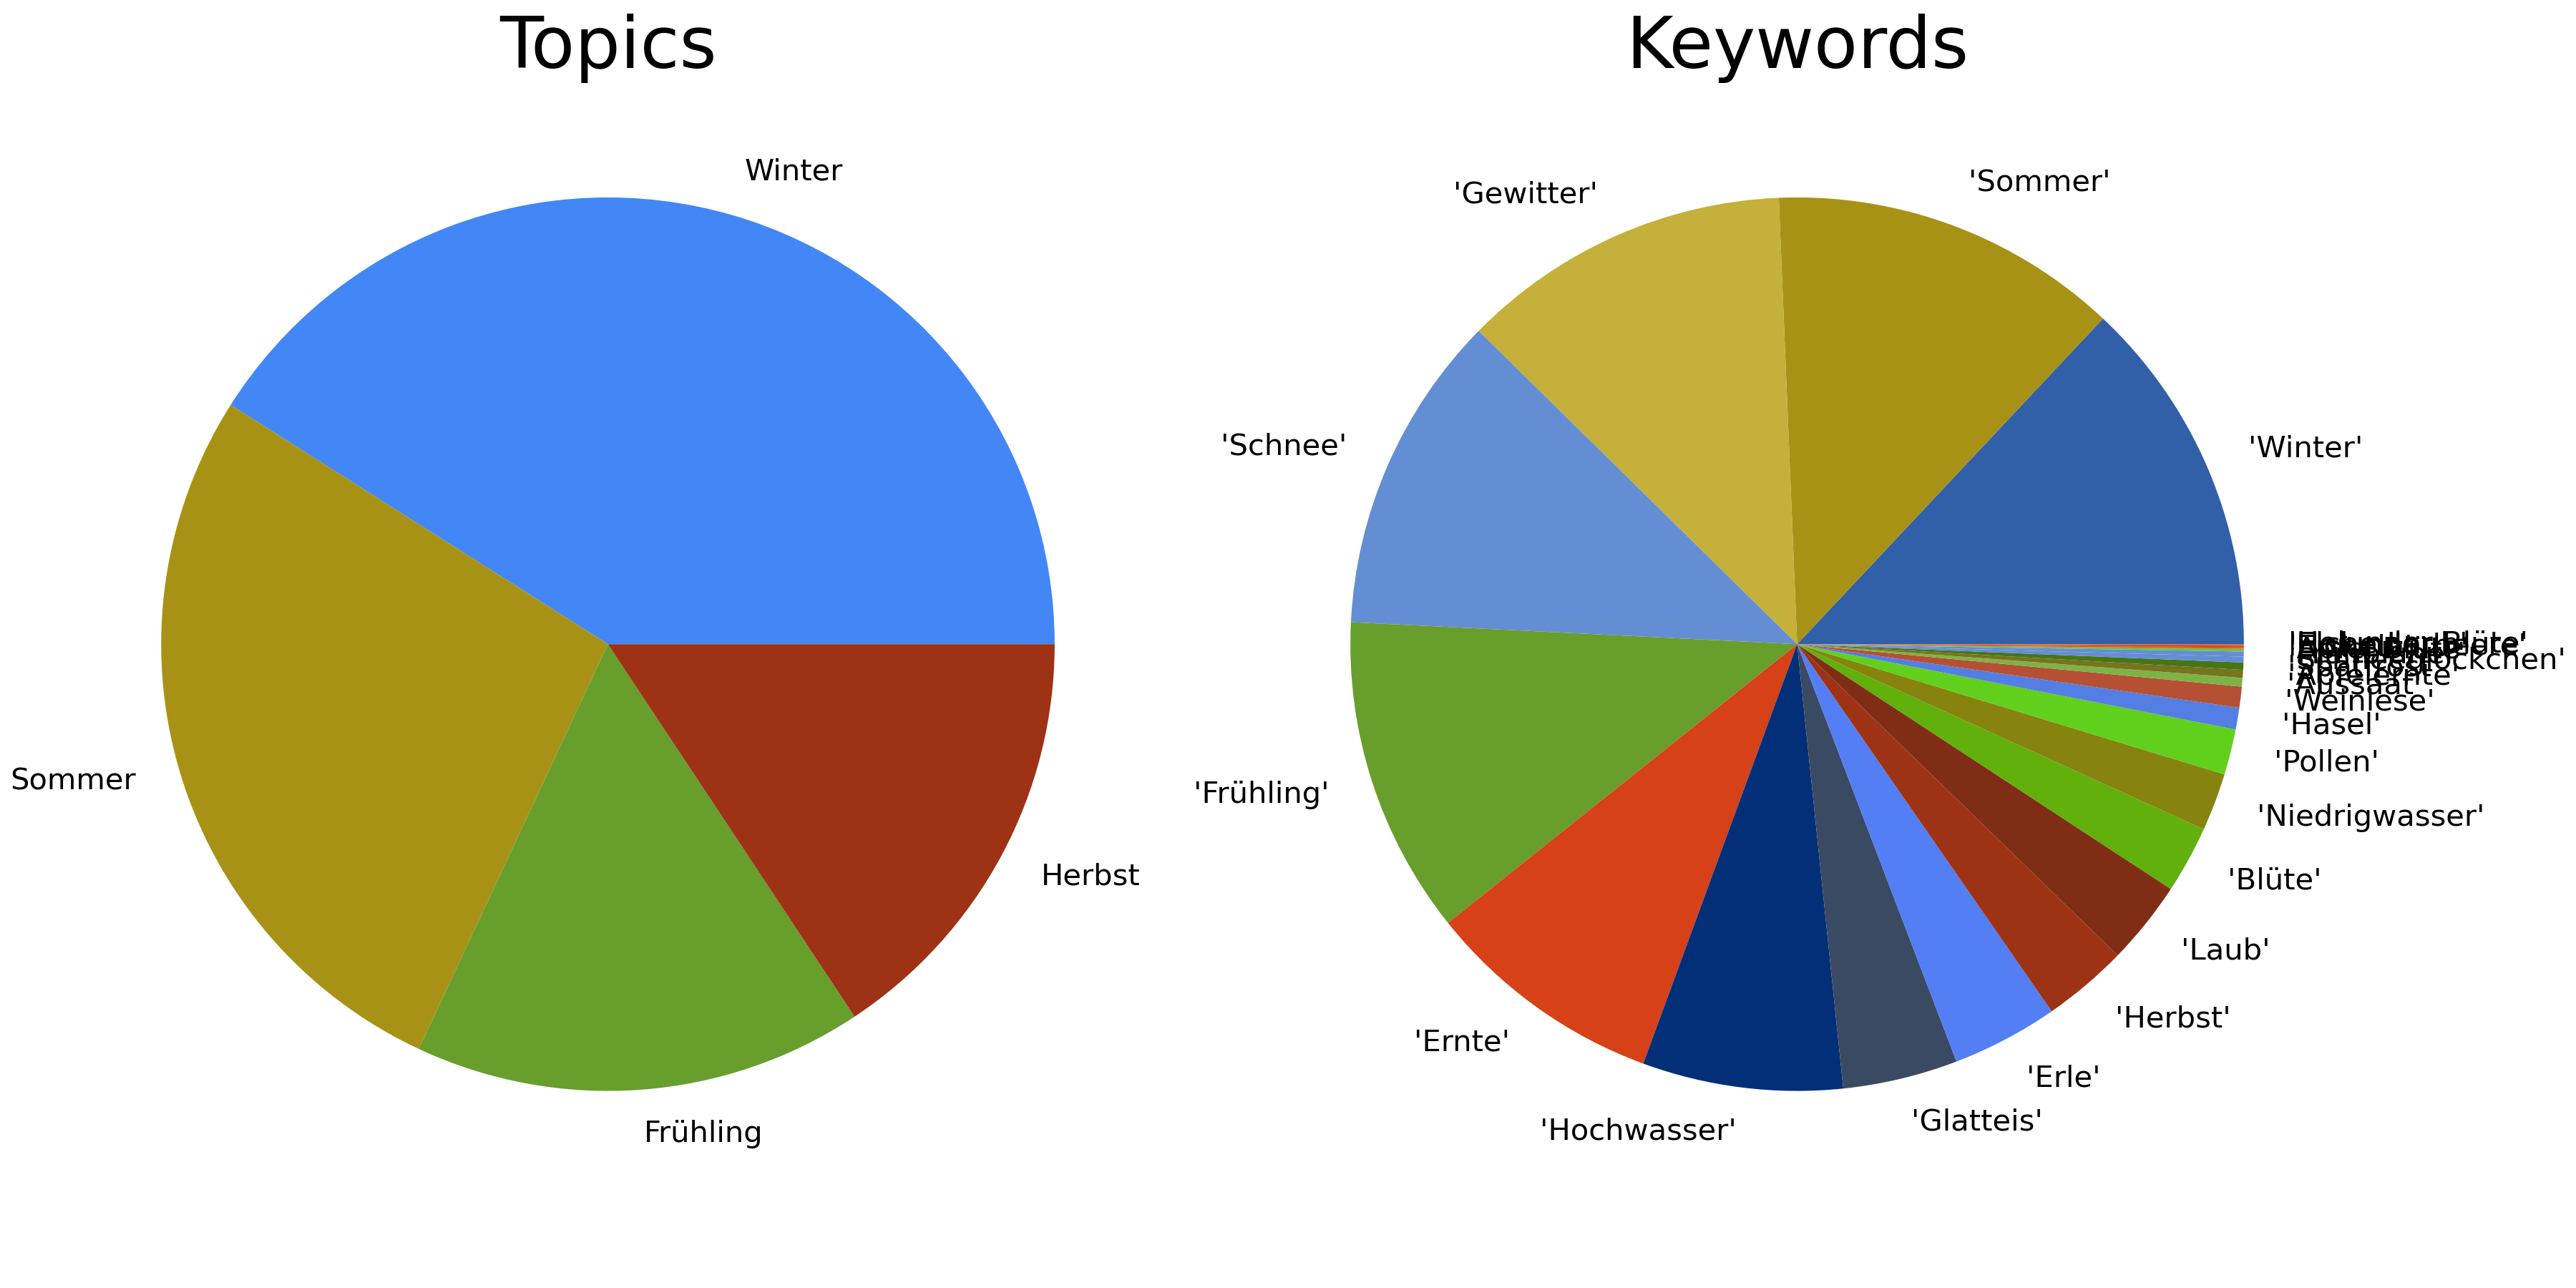 Topics
Winter
Sommer
Frühling
Herbst
Keywords
'Winter'
'Sommer'
'Gewitter'
'Schnee'
'Frühling'
'Ernte'
'Hochwasser'
'Glatteis'
'Erle'
'Herbst'
'Laub'
'Blüte'
'Niedrigwasser'
'Pollen'
'Hasel'
'Weinlese'
'Aussaat'
'Apfelernte'